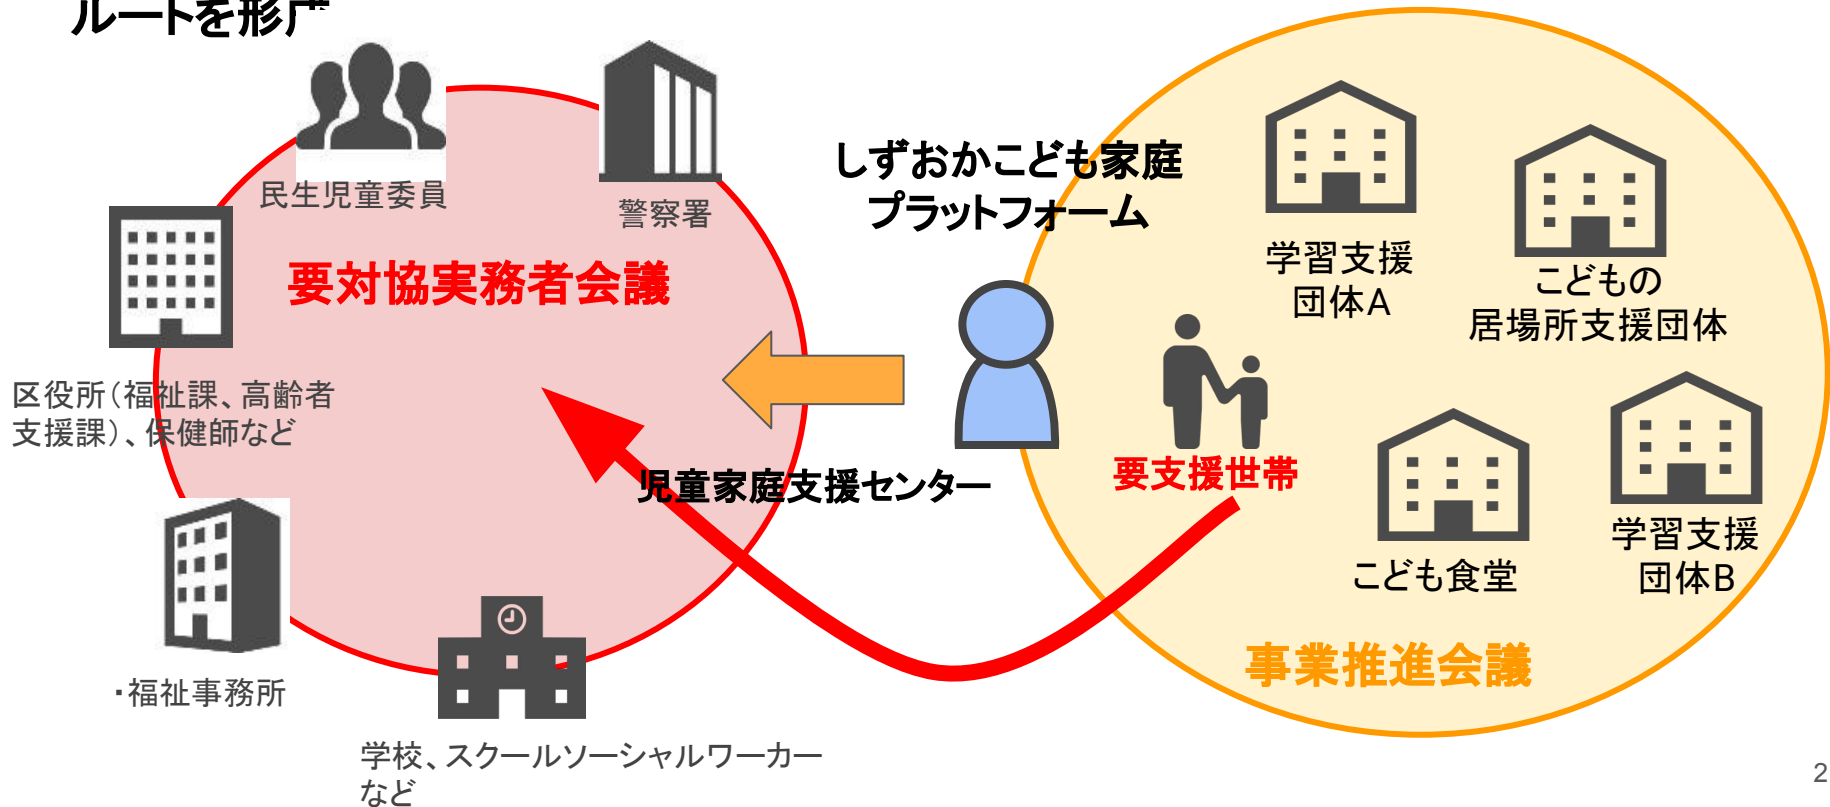 ルートを形成
民生児童委員
警察署
要対協実務者会議
区役所（福祉課、高齢者
支援課）、保健師など
・福祉事務所
学校、スクールソーシャルワーカー
など
しずおかこども家庭
プラットフォーム
児童家庭支援センター
要支援世帯
学習支援
団体A
こどもの
居場所支援団体
こども食堂
学習支援
団体B
事業推進会議
2